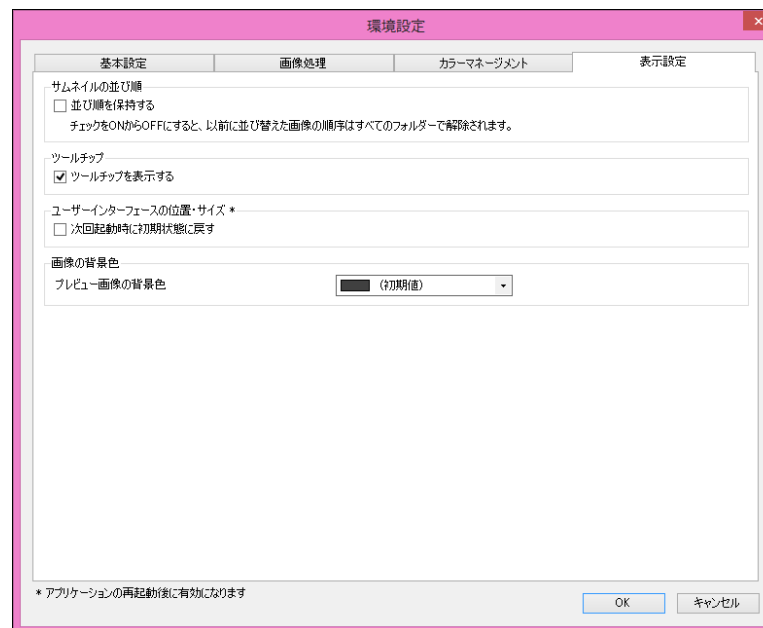 環境設定
基本設定
画像処理
カラーマネージメント
表示設定
サムネイルの並び順
並び順を保持する
チェックをONからOFFにすると、以前に並び替えた画像の順序はすべてのフォルダーで解除されます。
ツールチップ
ツールチップを表示する
ユーザーインターフェースの位置・サイズ *
次回起動時に初期状態に戻す
画像の背景色
プレビュー画像の背景色
(初期値)
* アプリケーションの再起動後に有効になります
OK
キャンセル